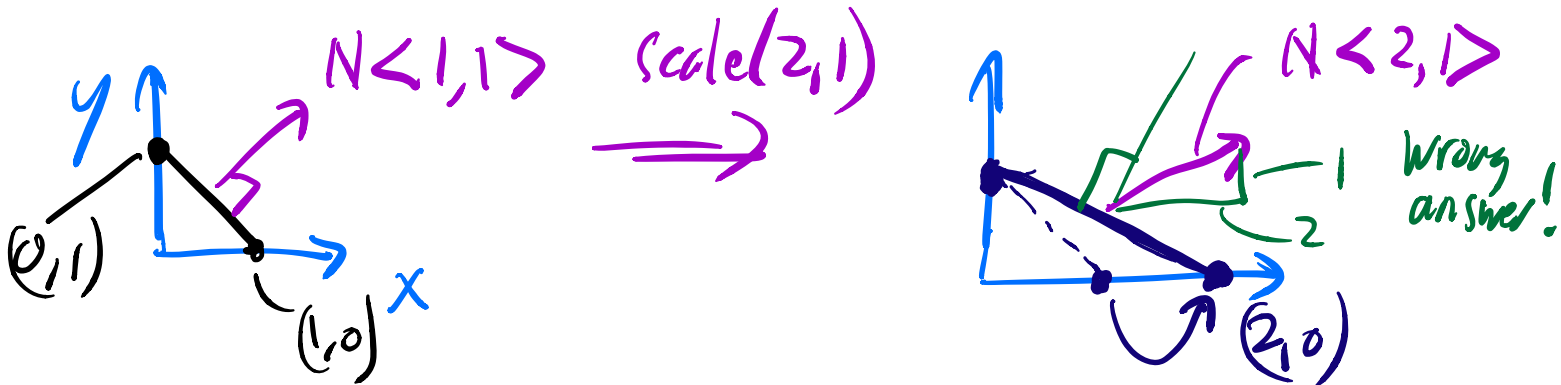 y
N<1,1>
(0,1)
(1,0)
x
scale(2,1)
N<2,1>
1
2
Wrong
answer!
(2,0)